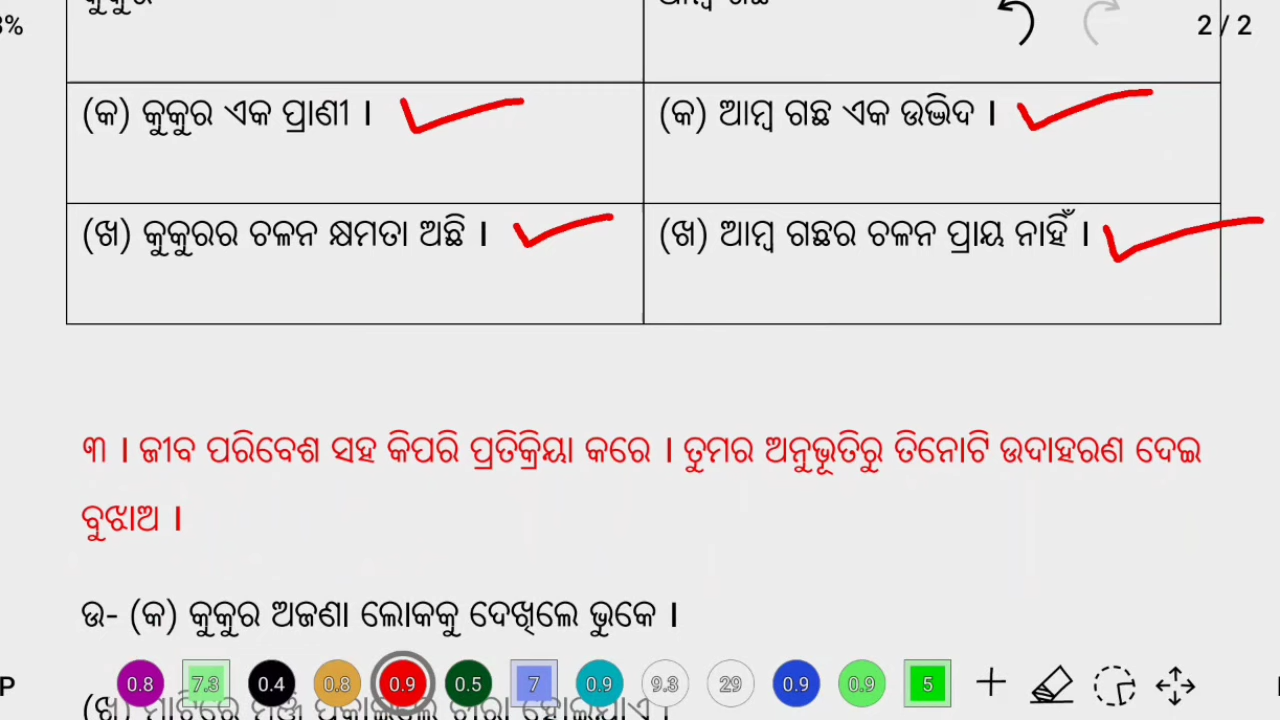 2 / 2
(କ) କୁକୁର ଏକ ପ୍ରାଣୀ ।
(କ) ଆମ୍ବ ଗଛ ଏକ ଉଦ୍ଭିଦ ।
(ଖ) କୁକୁରର ଚଳନ କ୍ଷମତା ଅଛି ।
(ଖ) ଆମ୍ବ ଗଛର ଚଳନ ପ୍ରାୟ ନାହିଁ ।
୩ । ଜୀବ ପରିବେଶ ସହ କିପରି ପ୍ରତିକ୍ରିୟା କରେ । ତୁମର ଅନୁଭୂତିରୁ ତିନୋଟି ଉଦାହରଣ ଦେଇ
ବୁଝାଅ ।
ଉ- (କ) କୁକୁର ଅଜଣା ଲୋକକୁ ଦେଖିଲେ ଭୁକେ ।
0.8 7.3 0.4 0.8 0.9 0.5 7 0.9 9.3 29 0.9 0.9 5